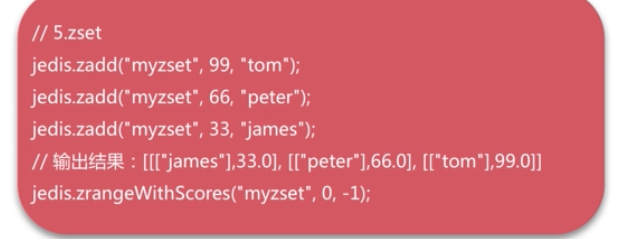 // 5.zset
jedis.zadd("myzset", 99, "tom");
jedis.zadd("myzset", 66, "peter");
jedis.zadd("myzset", 33, "james");
// 输出结果：[[["james"],33.0], [["peter"],66.0], [["tom"],99.0]]
jedis.zrangeWithScores("myzset", 0, -1);